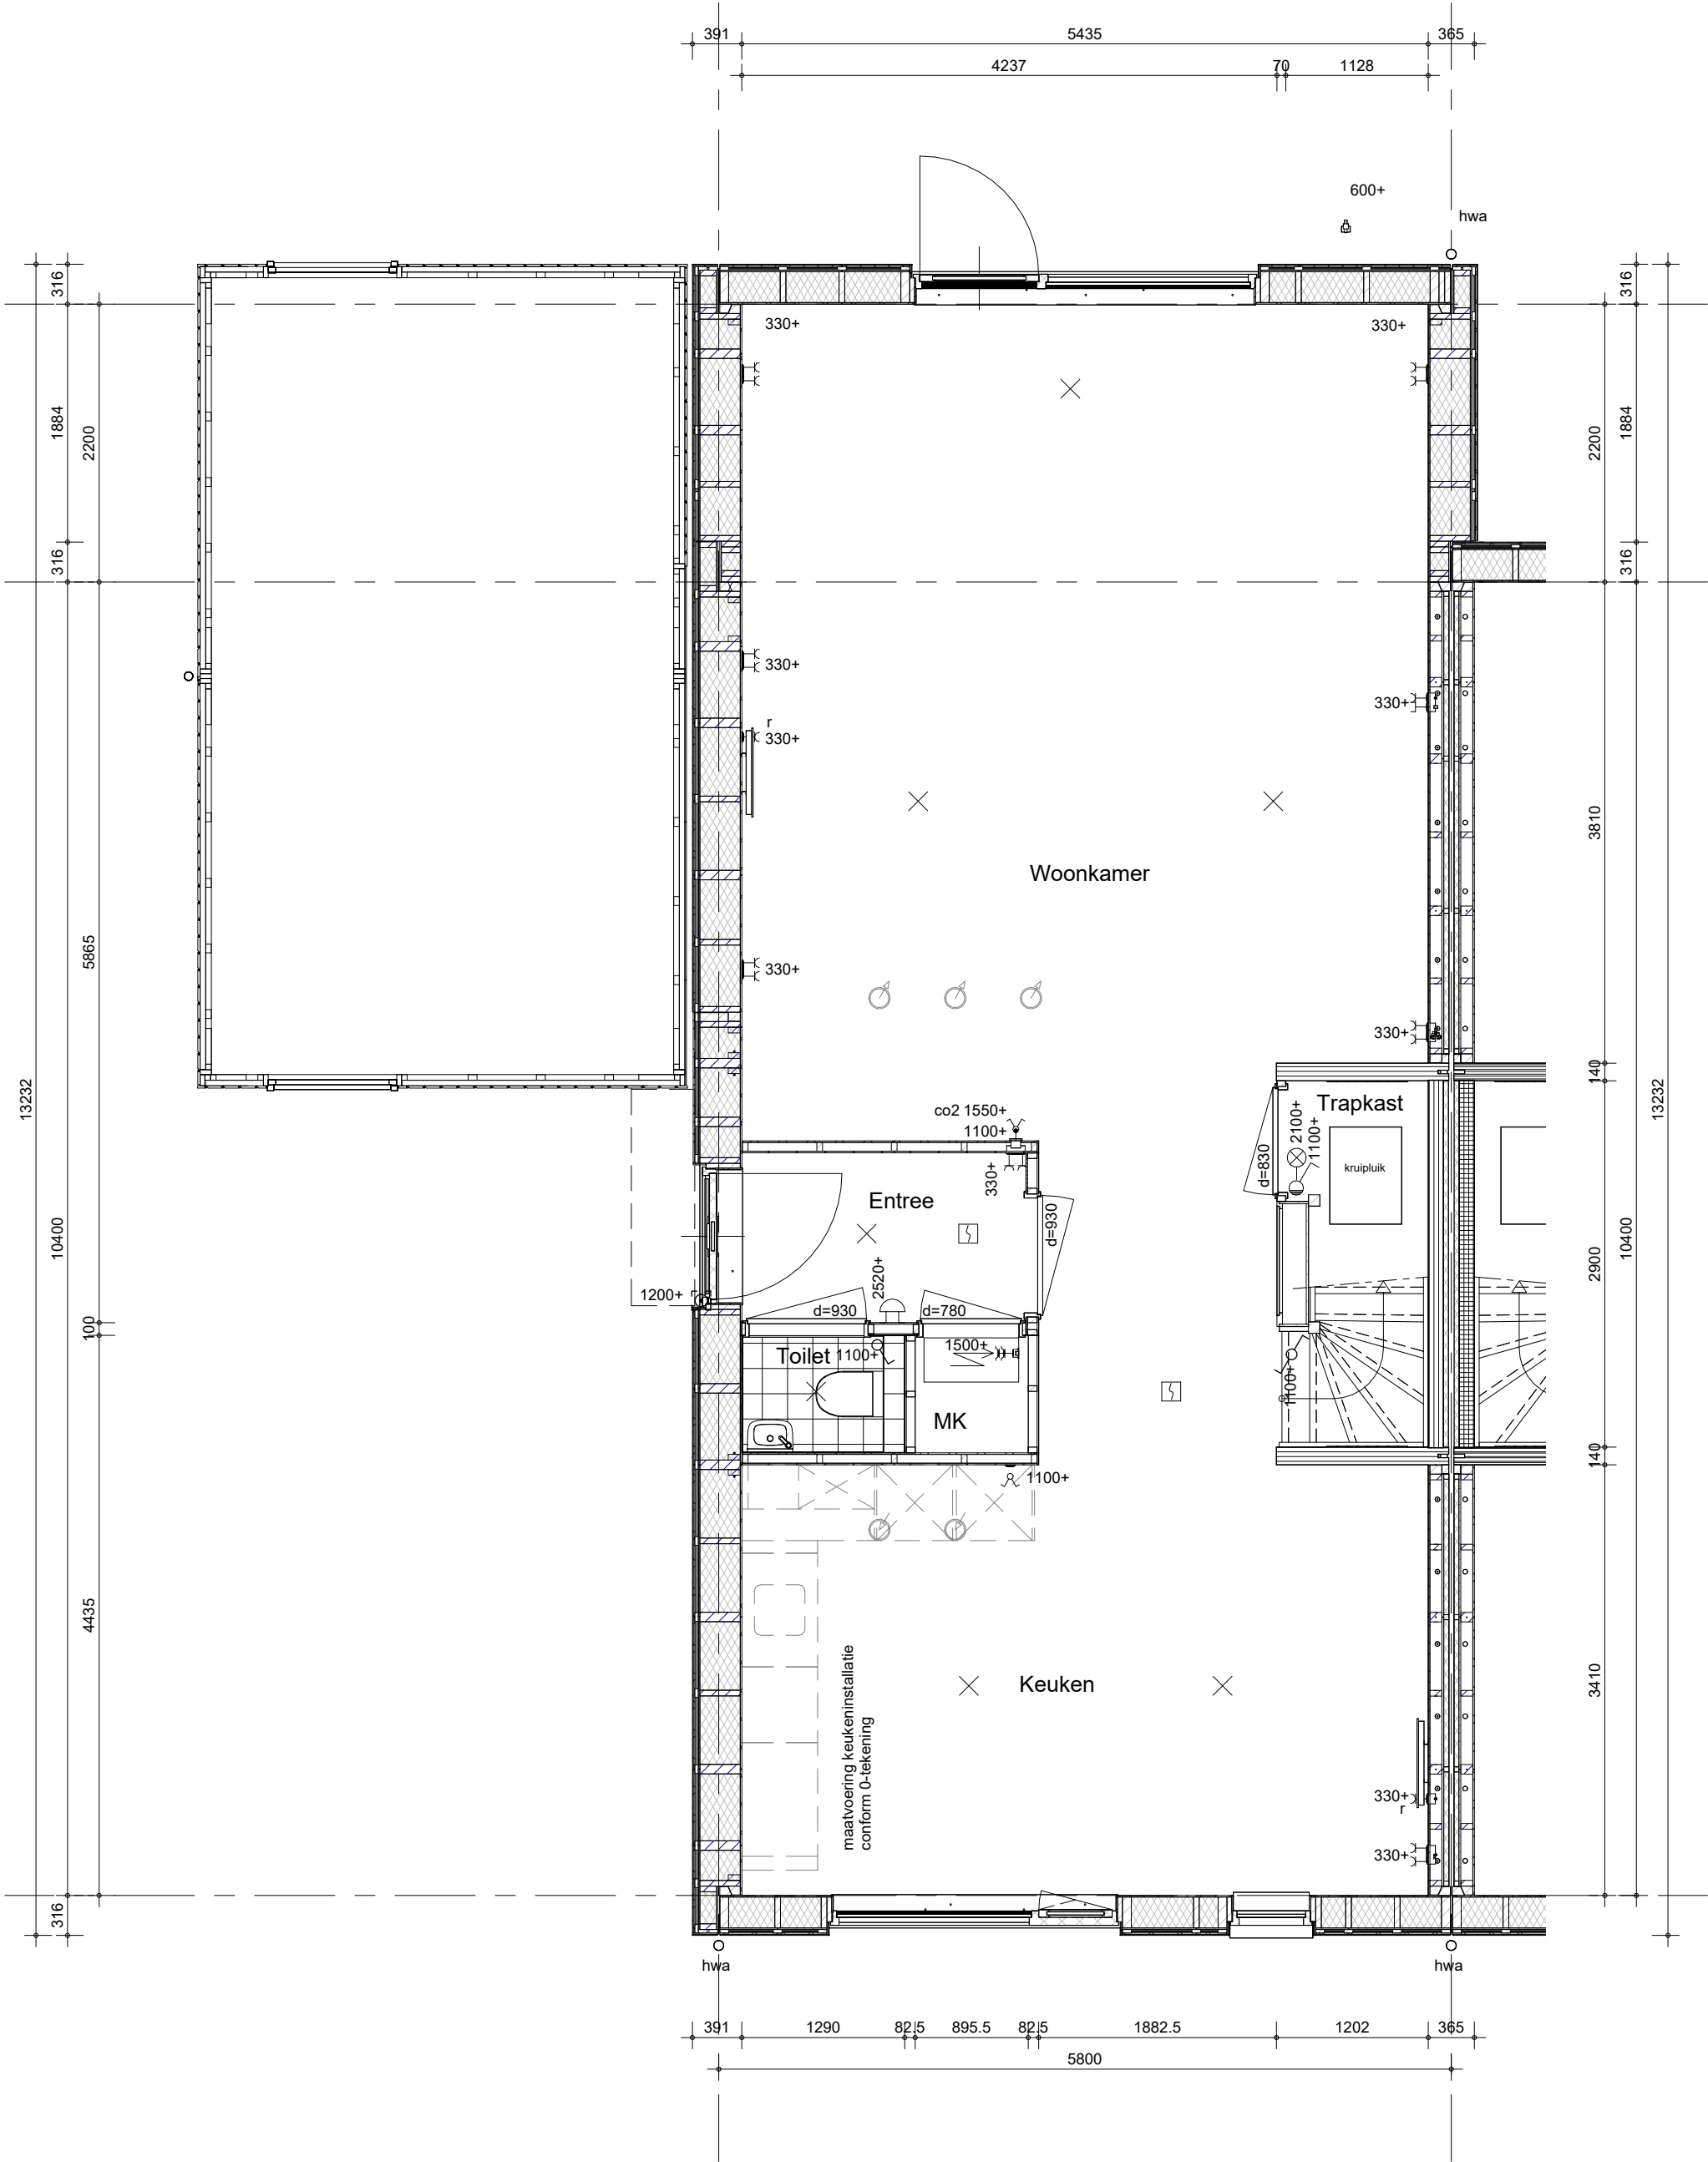 391
5435
365
4237
70
1128
600+
hwa
316
316
330+
330+
1884
2200
2200
1884
316
316
330+
330+
r
330+
3810
Woonkamer
5865
330+
330+
13232
140
13232
co2 1550+
1100+
Trapkast
2100+
1100+
kruipluik
d=830
330+
Entree
d=930
10400
2900
10400
2520+
1200+
d=930
d=780
100
Toilet
1100+
1500+
1100+
MK
140
1100+
4435
maatvoering keukeninstallatie
conform 0-tekening
Keuken
3410
330+
r
330+
316
hwa
hwa
391
1290
82.5
895.5
82.5
1882.5
1202
365
5800